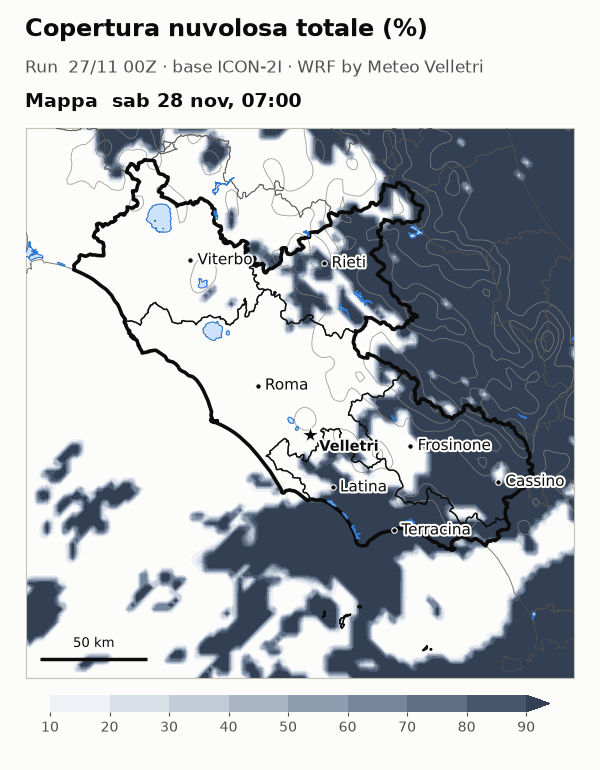 Copertura nuvolosa totale (%)
Run 27/11 00Z · base ICON-2I · WRF by Meteo Velletri
Mappa sab 28 nov, 07:00
Viterbo
Rieti
Roma
Velletri
Frosinone
Cassino
Latina
Terracina
50 km
10 20 30 40 50 60 70 80 90